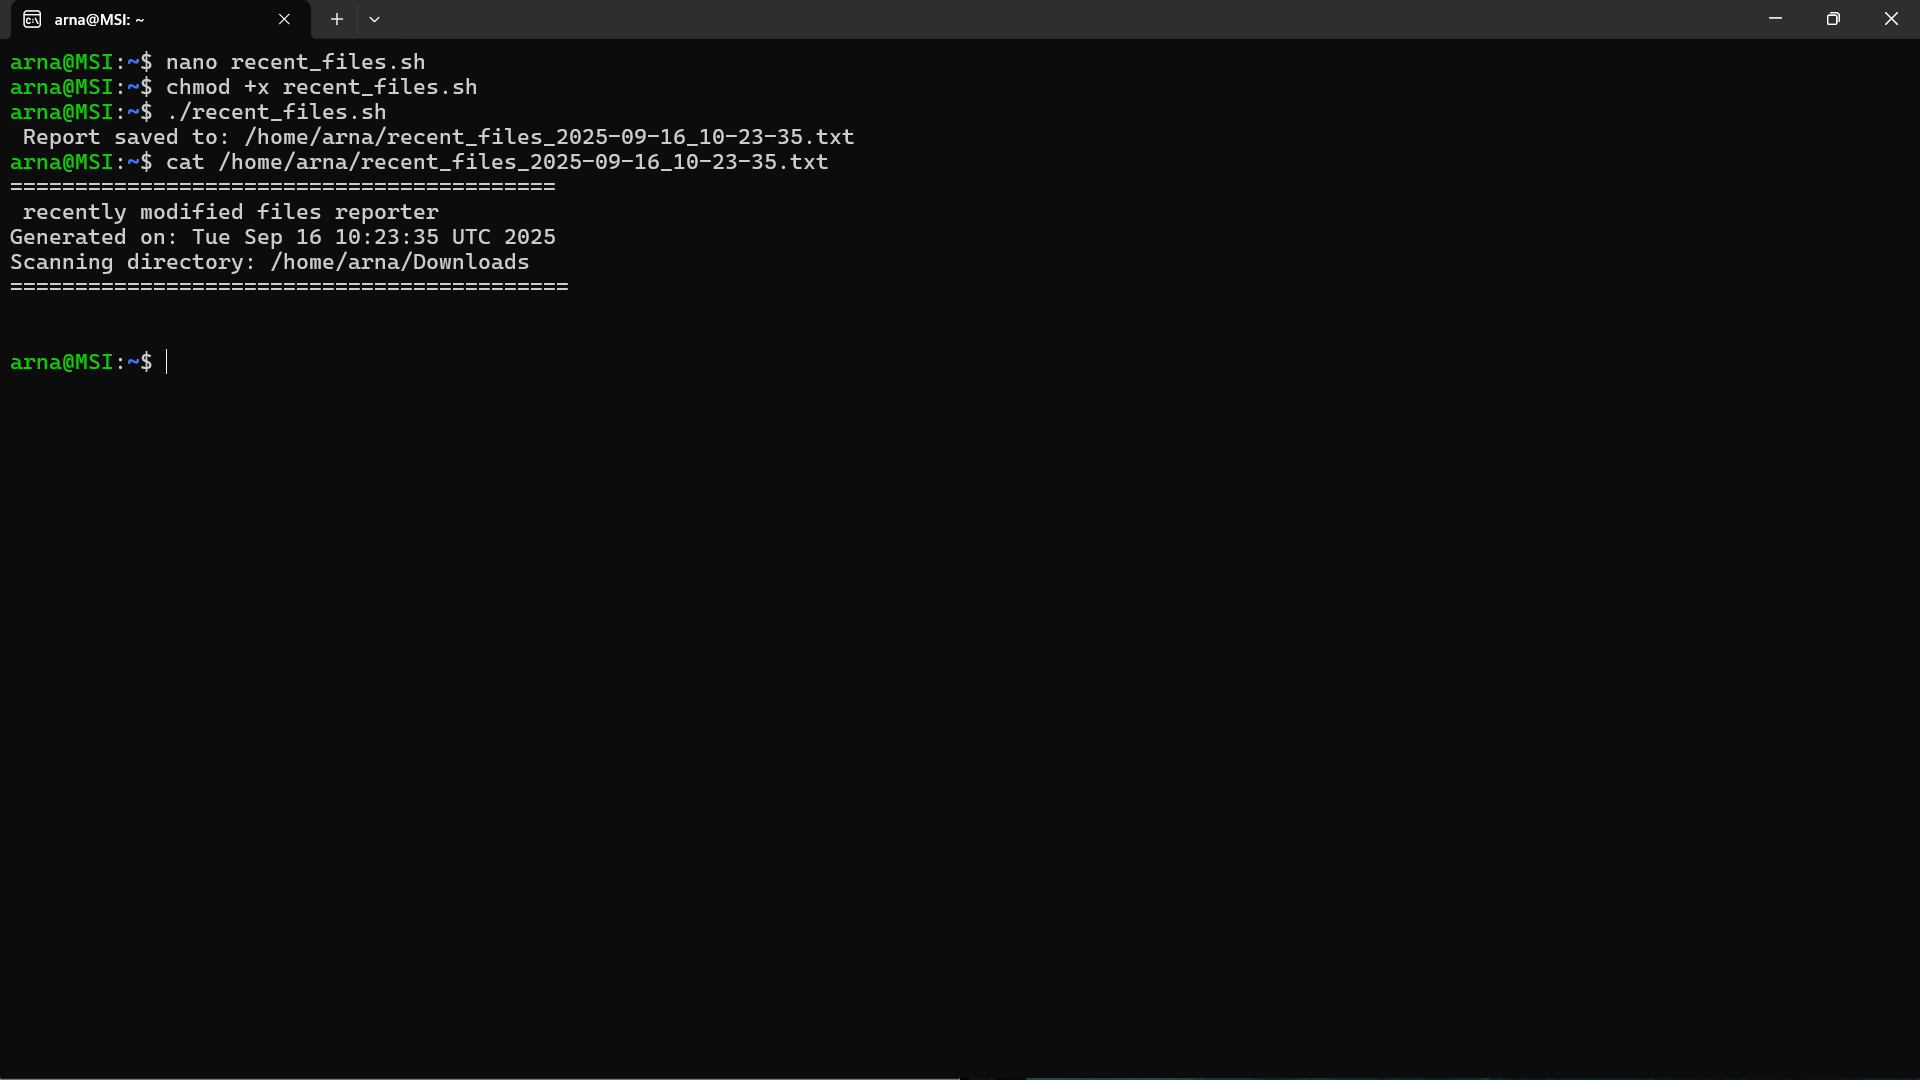 arna@MSI: ~
arna@MSI:~$ nano recent_files.sh
arna@MSI:~$ chmod +x recent_files.sh
arna@MSI:~$ ./recent_files.sh
 Report saved to: /home/arna/recent_files_2025-09-16_10-23-35.txt
arna@MSI:~$ cat /home/arna/recent_files_2025-09-16_10-23-35.txt
==========================================
 recently modified files reporter
Generated on: Tue Sep 16 10:23:35 UTC 2025
Scanning directory: /home/arna/Downloads
===========================================
arna@MSI:~$